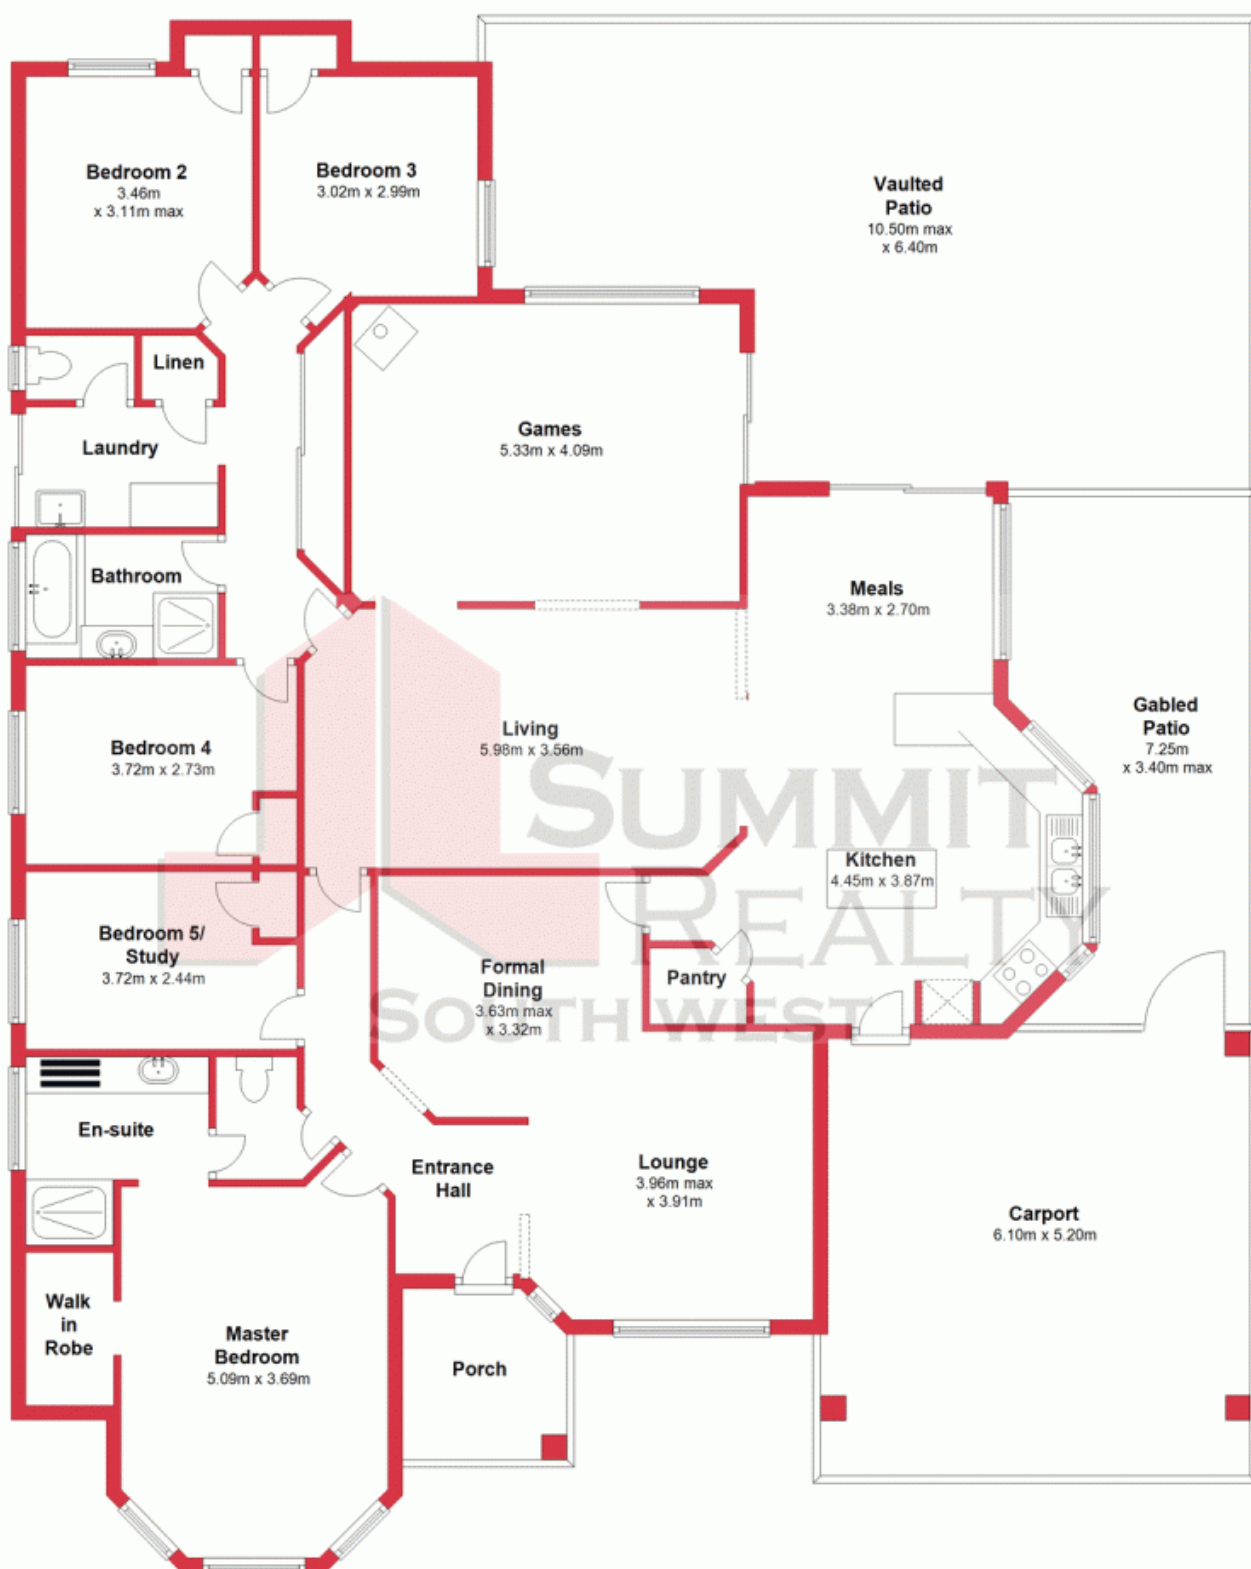 Bedroom 2
3.46m
x 3.11m max
Bedroom 3
3.02m x 2.99m
Vaulted
Patio
10.50m max
x 6.40m
Linen
Laundry
Games
5.33m x 4.09m
Bathroom
Meals
3.38m x 2.70m
Bedroom 4
3.72m x 2.73m
Living
5.98m x 3.56m
Gabled
Patio
7.25m
x 3.40m max
SUMMIT
REALTY
SOUTH WEST
Kitchen
4.45m x 3.87m
Bedroom 5/
Study
3.72m x 2.44m
Formal
Dining
3.63m max
x 3.32m
Pantry
En-suite
Entrance
Hall
Lounge
3.96m max
x 3.91m
Carport
6.10m x 5.20m
Walk
in
Robe
Master
Bedroom
5.09m x 3.69m
Porch